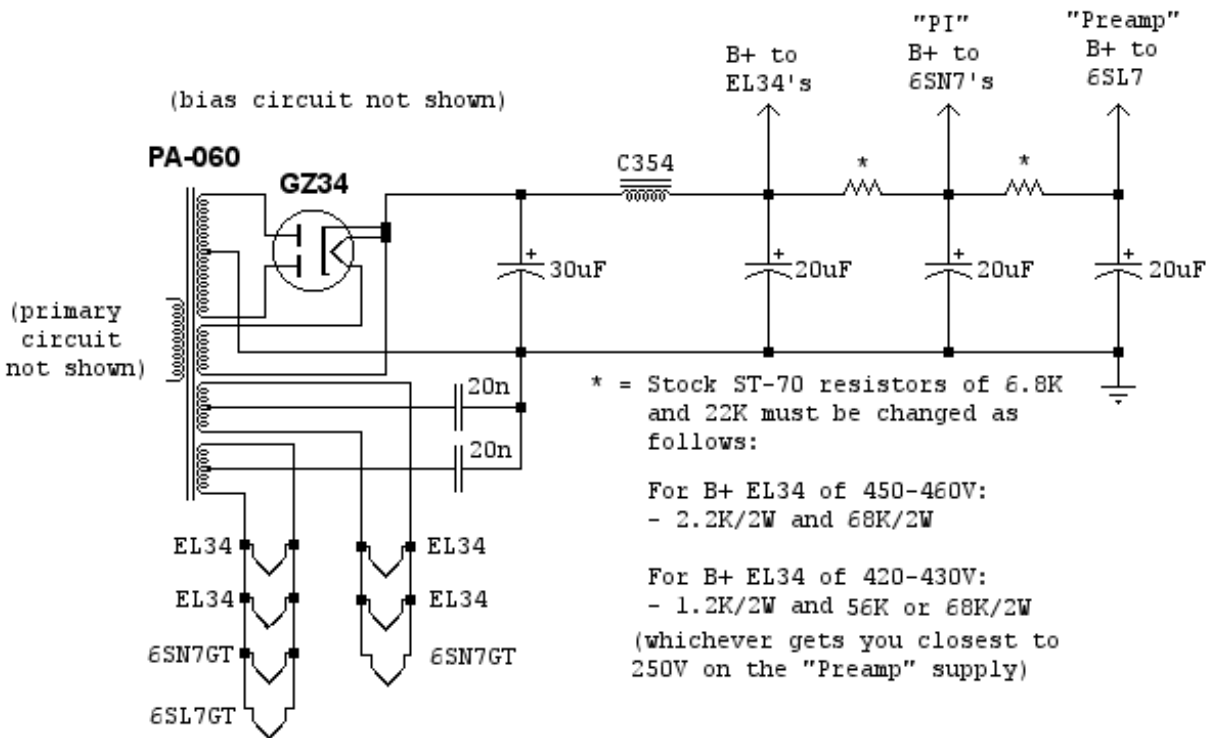 "PI"
"Preamp"
B+ to
EL34's
B+ to
6SN7's
B+ to
6SL7
(bias circuit not shown)
PA-060
GZ34
C354
*
*
+
30uF
+
20uF
+
20uF
+
20uF
(primary
circuit
not shown)
20n
20n
* = Stock ST-70 resistors of 6.8K
and 22K must be changed as
follows:
For B+ EL34 of 450-460V:
- 2.2K/2W and 68K/2W
For B+ EL34 of 420-430V:
- 1.2K/2W and 56K or 68K/2W
(whichever gets you closest to
250V on the "Preamp" supply)
EL34
EL34
EL34
EL34
6SN7GT
6SN7GT
6SL7GT